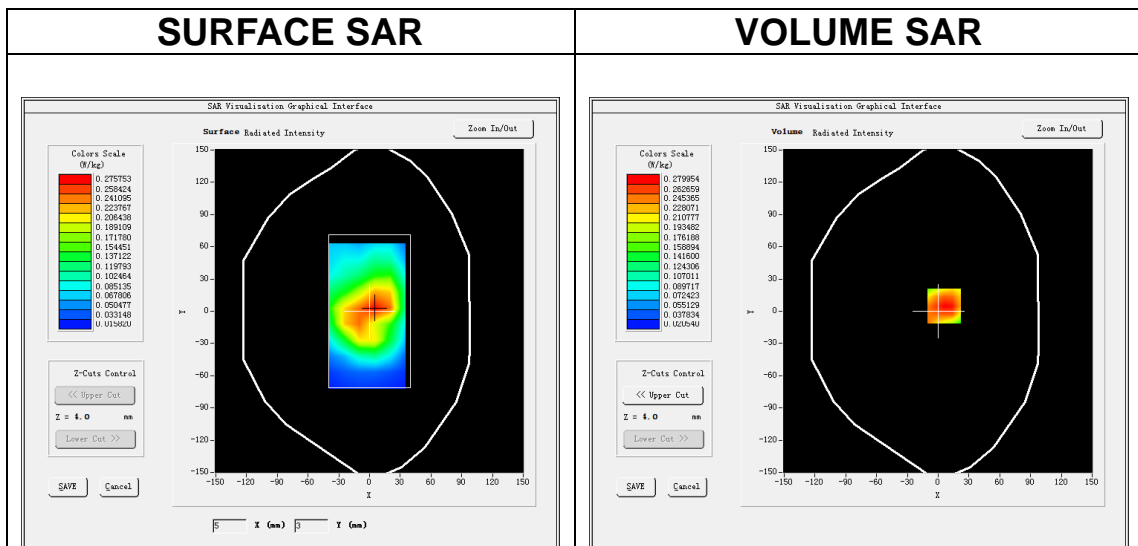 SURFACE SAR
VOLUME SAR
SAR Visualisation Graphical Interface
Surface Radiated Intensity
Zoom In/Out
Colors Scale
(W/kg)
0.275753
0.258424
0.241095
0.223767
0.206438
0.189109
0.171780
0.154451
0.137122
0.119793
0.102464
0.085135
0.067806
0.050477
0.033148
0.015820
150
120
90
60
30
0
-30
-60
-90
-120
-150
Y
-150 -120 -90 -60 -30 0 30 60 90 120 150
X
Z-Cuts Control
<< Upper Cut
Z = 4.0 mm
Lower Cut >>
SAVE Cancel
5 X (mm) 3 Y (mm)
SAR Visualisation Graphical Interface
Volume Radiated Intensity
Zoom In/Out
Colors Scale
(W/kg)
0.279954
0.262659
0.245365
0.228071
0.210777
0.193482
0.176188
0.158894
0.141600
0.124306
0.107011
0.089717
0.072423
0.055129
0.037834
0.020540
150
120
90
60
30
0
-30
-60
-90
-120
-150
Y
-150 -120 -90 -60 -30 0 30 60 90 120 150
X
Z-Cuts Control
<< Upper Cut
Z = 4.0 mm
Lower Cut >>
SAVE Cancel